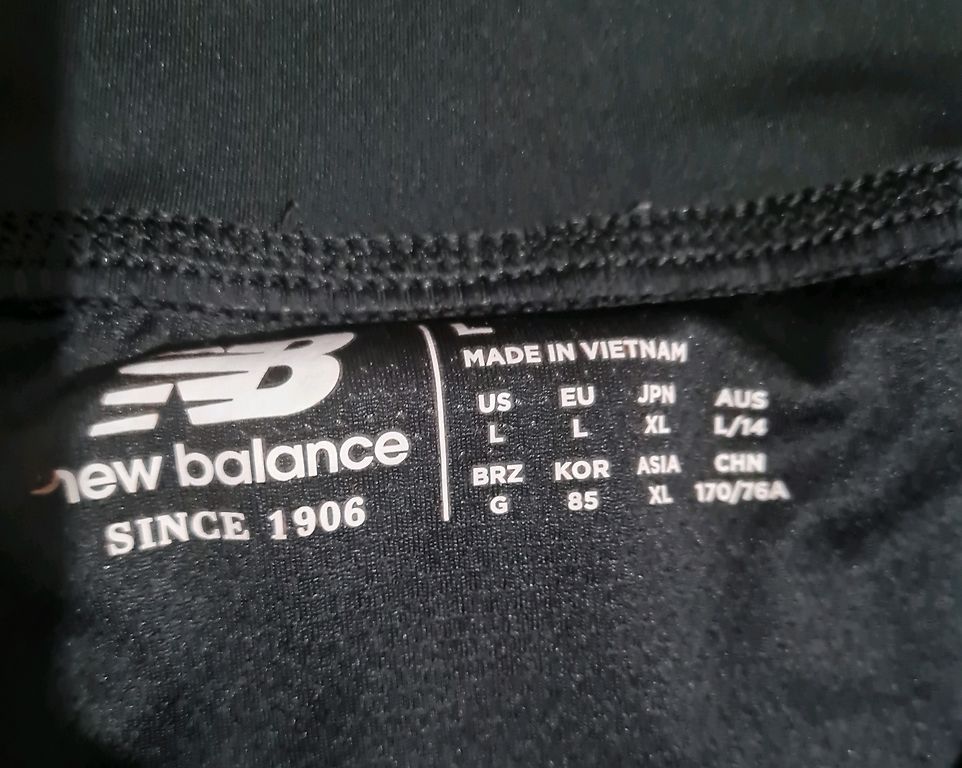 NB
new balance
SINCE 1906
MADE IN VIETNAM
US EU JPN AUS
L L XL L/14
BRZ KOR ASIA CHN
G 85 XL 170/76A